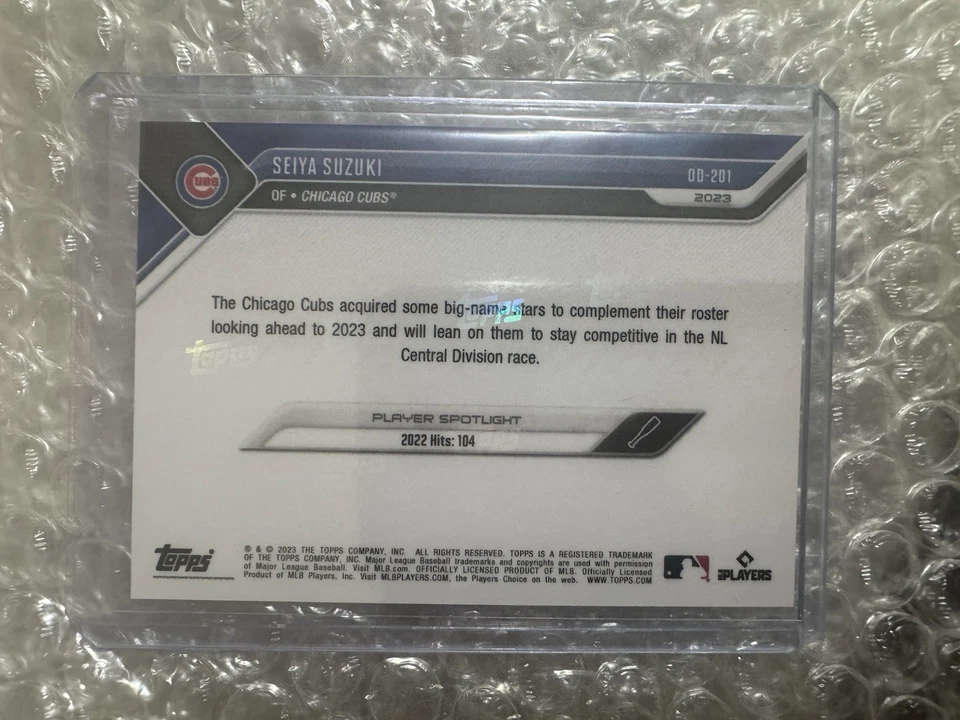 SEIYA SUZUKI
OD-201
OF • CHICAGO CUBS®
2023
CUBS
The Chicago Cubs acquired some big-name stars to complement their roster
looking ahead to 2023 and will lean on them to stay competitive in the NL
Central Division race.
PLAYER SPOTLIGHT
2022 Hits: 104
topps
® & © 2023 THE TOPPS COMPANY, INC. ALL RIGHTS RESERVED. TOPPS IS A REGISTERED TRADEMARK
OF THE TOPPS COMPANY, INC. Major League Baseball trademarks and copyrights are used with permission
of Major League Baseball. Visit MLB.com. OFFICIALLY LICENSED PRODUCT OF MLB. Officially Licensed
Product of MLB Players, Inc. Visit MLBPLAYERS.COM, the Players Choice on the web. WWW.TOPPS.COM
MLB PLAYERS